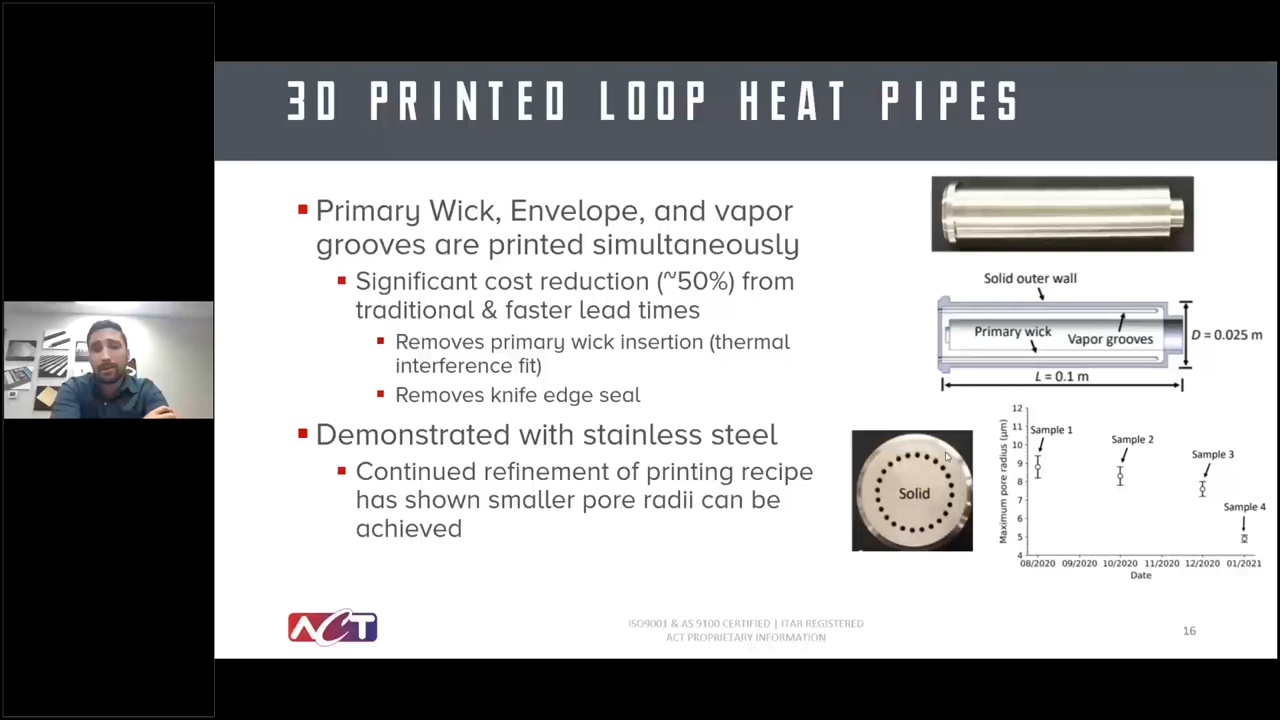 3D PRINTED LOOP HEAT PIPES
Primary Wick, Envelope, and vapor
grooves are printed simultaneously
Significant cost reduction (~50%) from
traditional & faster lead times
Removes primary wick insertion (thermal
interference fit)
Removes knife edge seal
Demonstrated with stainless steel
Continued refinement of printing recipe
has shown smaller pore radii can be
achieved
Solid outer wall
Primary wick
Vapor grooves
D = 0.025 m
L = 0.1 m
Solid
Maximum pore radius (μm)
12
11
10
9
8
7
6
5
4
Sample 1
Sample 2
Sample 3
Sample 4
08/2020 09/2020 10/2020 11/2020 12/2020 01/2021
Date
ACT
ISO9001 & AS 9100 CERTIFIED | ITAR REGISTERED
ACT PROPRIETARY INFORMATION
16